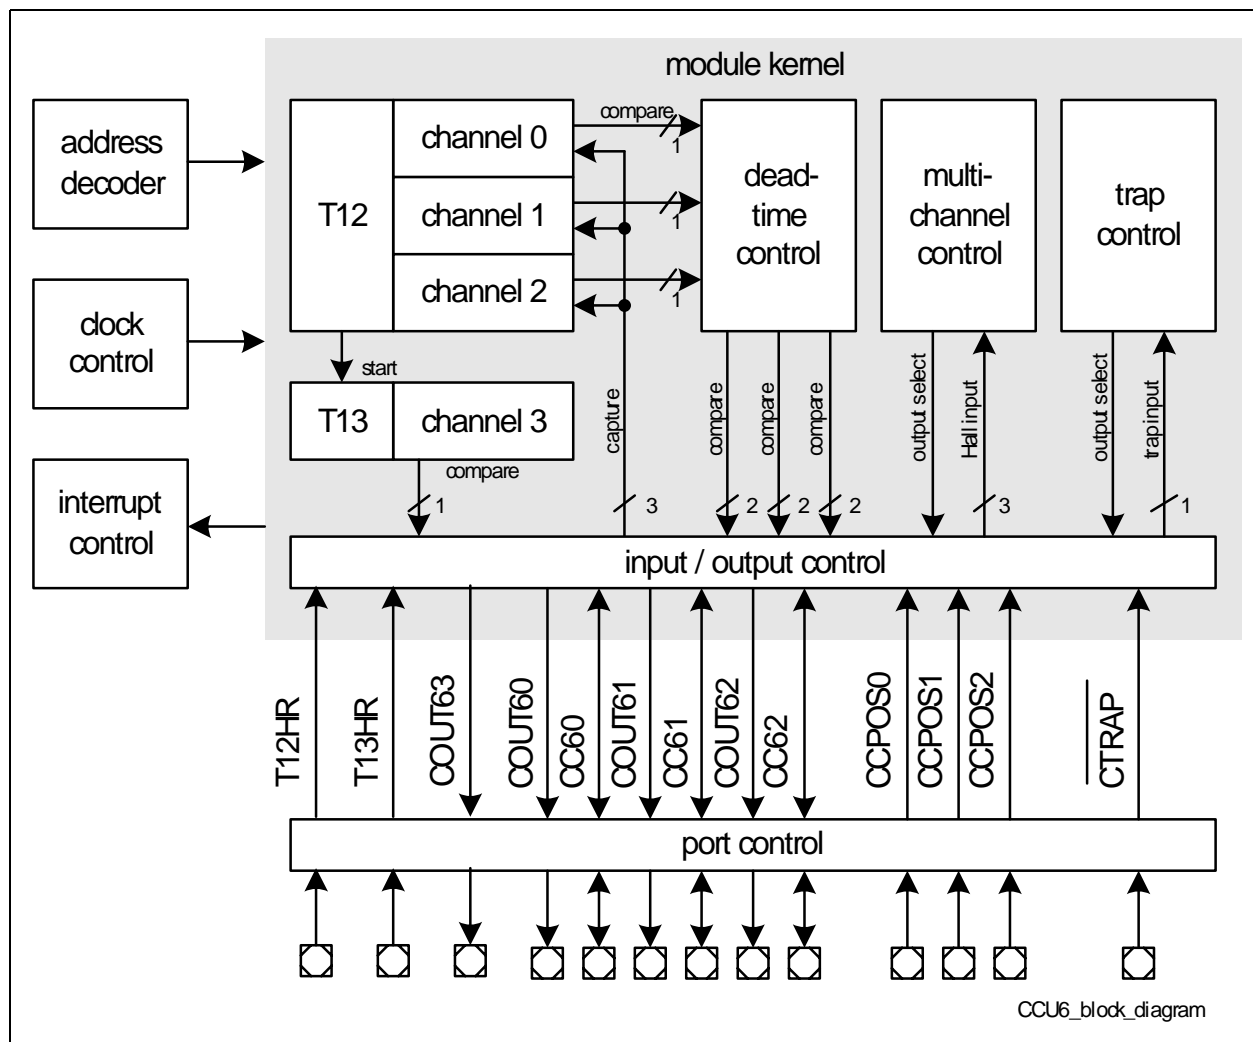 module kernel
address
decoder
clock
control
interrupt
control
T12
channel 0
channel 1
channel 2
compare
1
1
1
dead-
time
control
multi-
channel
control
trap
control
start
T13
channel 3
compare
1
capture
3
compare
2
compare
2
compare
2
output select
Hall input
3
output select
trap input
1
input / output control
T12HR
T13HR
COUT63
COUT60
CC60
COUT61
CC61
COUT62
CC62
CCPOS0
CCPOS1
CCPOS2
CTRAP
port control
CCU6_block_diagram